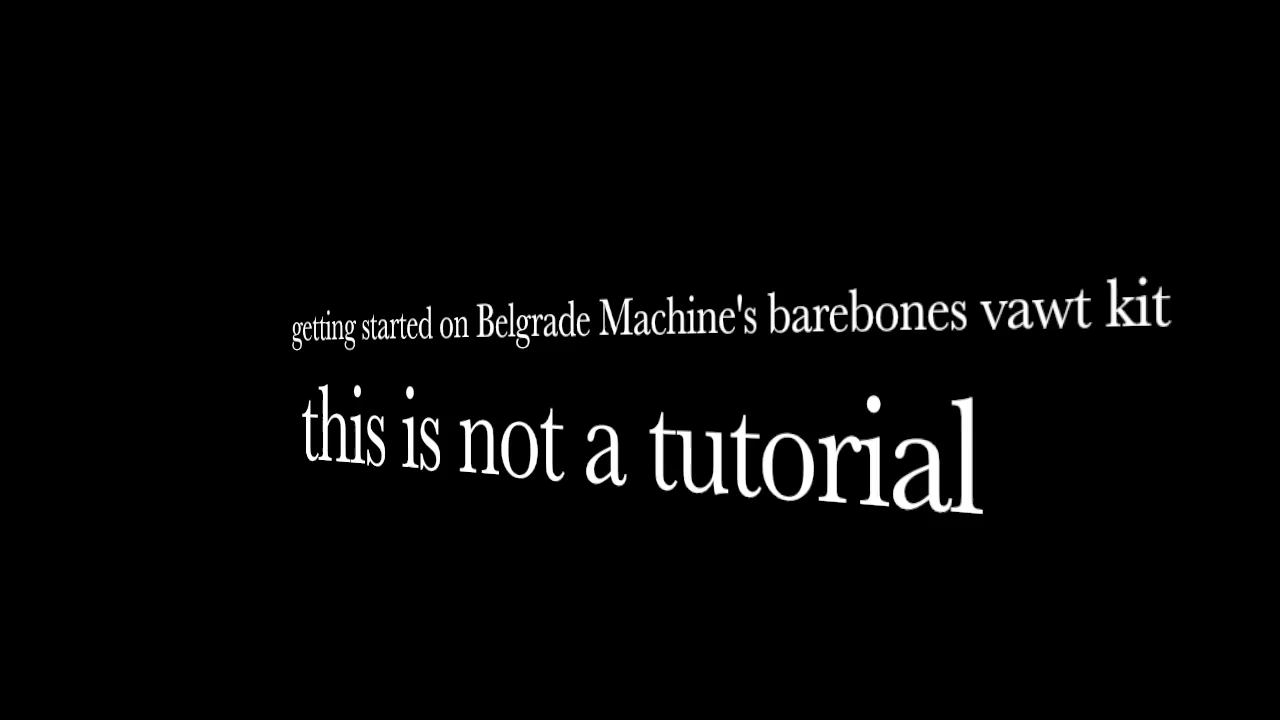 getting started on Belgrade Machine's barebones vawt kit
this is not a tutorial